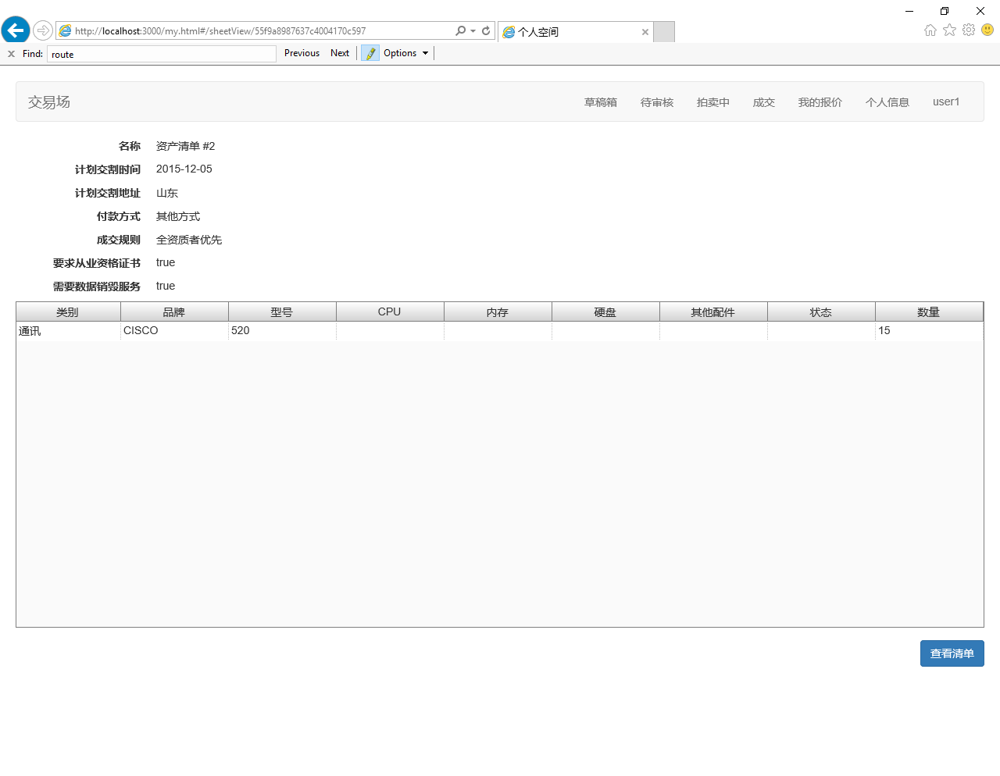 http://localhost:3000/my.html#/sheetView/55f9a8987637c4004170c597
个人空间
Find: route Previous Next Options
交易场 草稿箱 待审核 拍卖中 成交 我的报价 个人信息 user1
名称 资产清单 #2
计划交割时间 2015-12-05
计划交割地址 山东
付款方式 其他方式
成交规则 全资质者优先
要求从业资格证书 true
需要数据销毁服务 true
类别 品牌 型号 CPU 内存 硬盘 其他配件 状态 数量
通讯 CISCO 520 15
查看清单